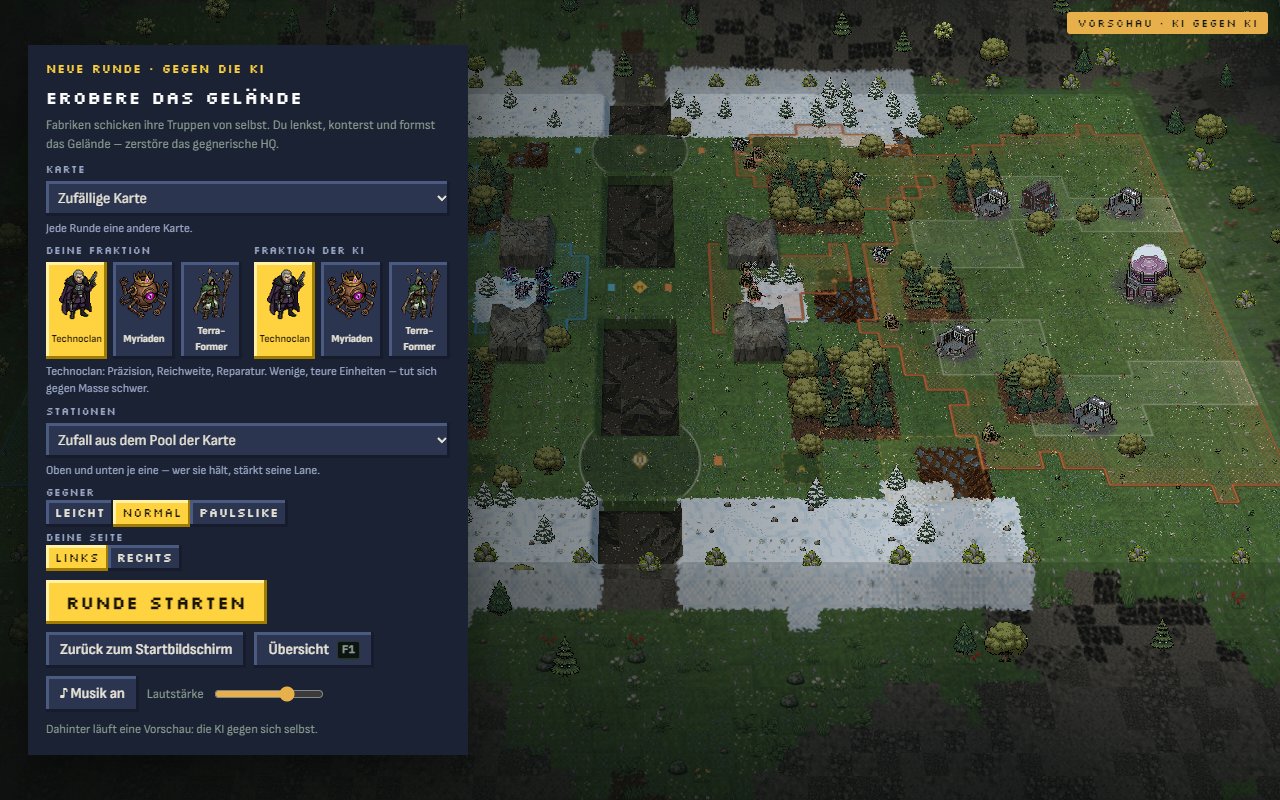 VORSCHAU · KI GEGEN KI
NEUE RUNDE · GEGEN DIE KI
EROBERE DAS GELÄNDE
Fabriken schicken ihre Truppen von selbst. Du lenkst, konterst und formst
das Gelände – zerstöre das gegnerische HQ.
KARTE
Zufällige Karte
Jede Runde eine andere Karte.
DEINE FRAKTION
FRAKTION DER KI
Technoclan
Myriaden
Terra-
Former
Technoclan
Myriaden
Terra-
Former
Technoclan: Präzision, Reichweite, Reparatur. Wenige, teure Einheiten – tut sich
gegen Masse schwer.
STATIONEN
Zufall aus dem Pool der Karte
Oben und unten je eine – wer sie hält, stärkt seine Lane.
GEGNER
LEICHT NORMAL PAULSLIKE
DEINE SEITE
LINKS RECHTS
RUNDE STARTEN
Zurück zum Startbildschirm
Übersicht F1
♪ Musik an
Lautstärke
Dahinter läuft eine Vorschau: die KI gegen sich selbst.